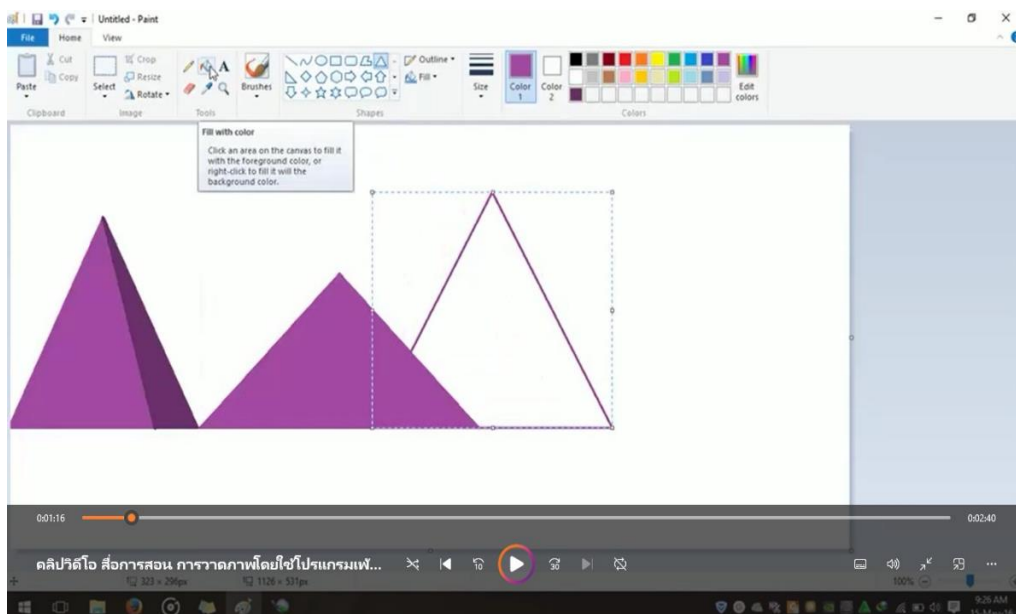 Untitled - Paint
File Home View
Cut
Copy
Paste
Clipboard
Select
Crop
Resize
Rotate
Image
A
Tools
Brushes
Outline
Fill
Shapes
Size
Color 1
Color 2
Edit colors
Colors
Fill with color
Click an area on the canvas to fill it
with the foreground color, or
right-click to fill it will the
background color.
0:01:16
0:02:40
คลิปวิดีโอ สื่อการสอน การวาดภาพโดยใช้โปรแกรมเพ้...
10
30
323 × 296px
1126 × 531px
100%
9:26 AM